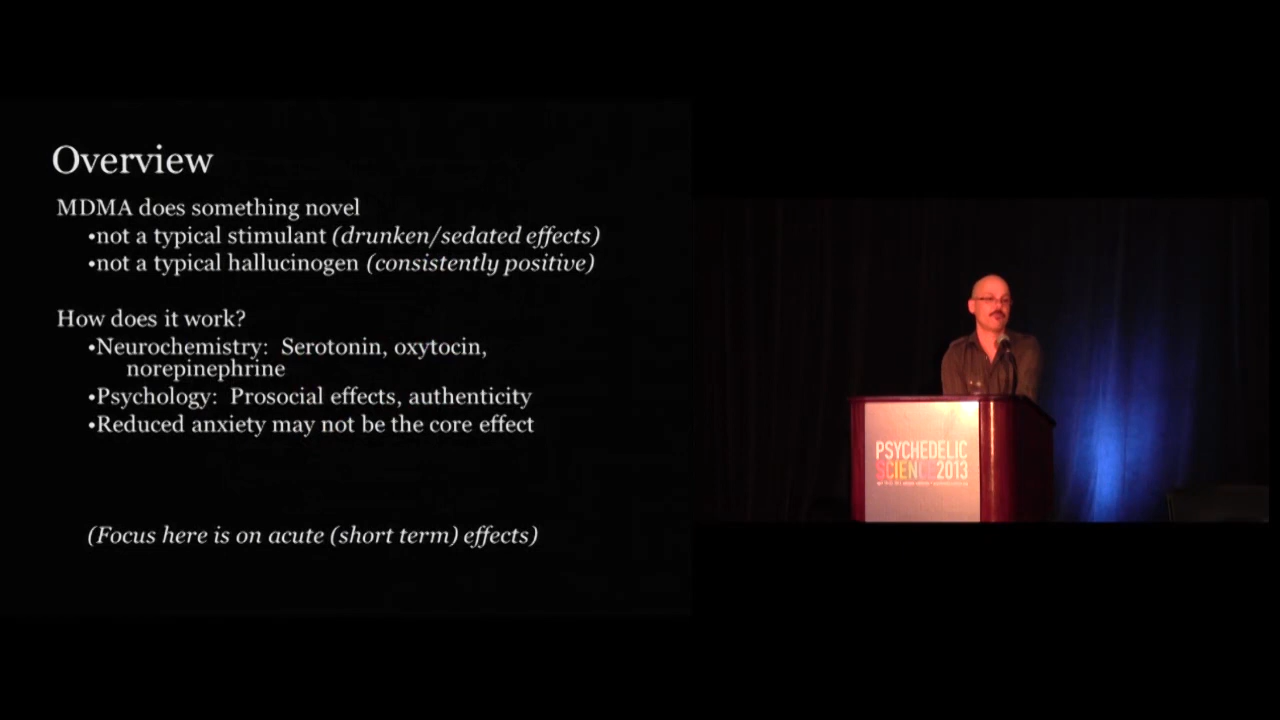 Overview
MDMA does something novel
•not a typical stimulant (drunken/sedated effects)
•not a typical hallucinogen (consistently positive)
How does it work?
•Neurochemistry: Serotonin, oxytocin,
norepinephrine
•Psychology: Prosocial effects, authenticity
•Reduced anxiety may not be the core effect
(Focus here is on acute (short term) effects)
PSYCHEDELIC
SCIENCE 2013